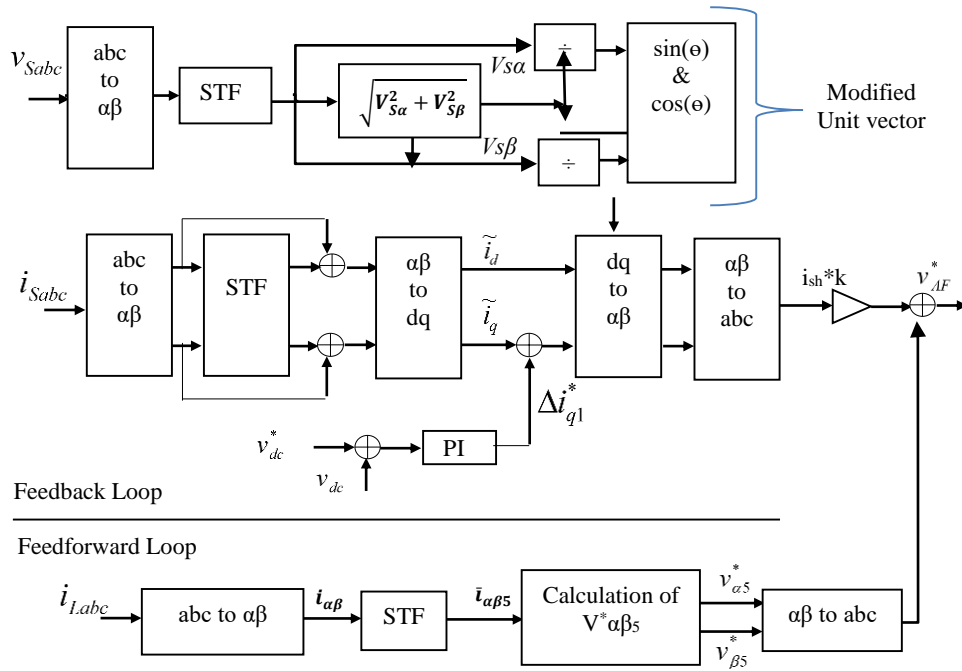 v_Sabc
abc
to
αβ
STF
√(V²_Sα + V²_Sβ)
Vsα
Vsβ
÷
÷
sin(ɵ)
&
cos(ɵ)
Modified
Unit vector
i_Sabc
abc
to
αβ
STF
αβ
to
dq
ĩ_d
ĩ_q
dq
to
αβ
αβ
to
abc
i_sh*k
v*_AF
Δi*_q1
v*_dc
v_dc
PI
Feedback Loop
Feedforward Loop
i_Labc
abc to αβ
i_αβ
STF
ī_αβ5
Calculation of
V*αβ₅
v*_α5
v*_β5
αβ to abc